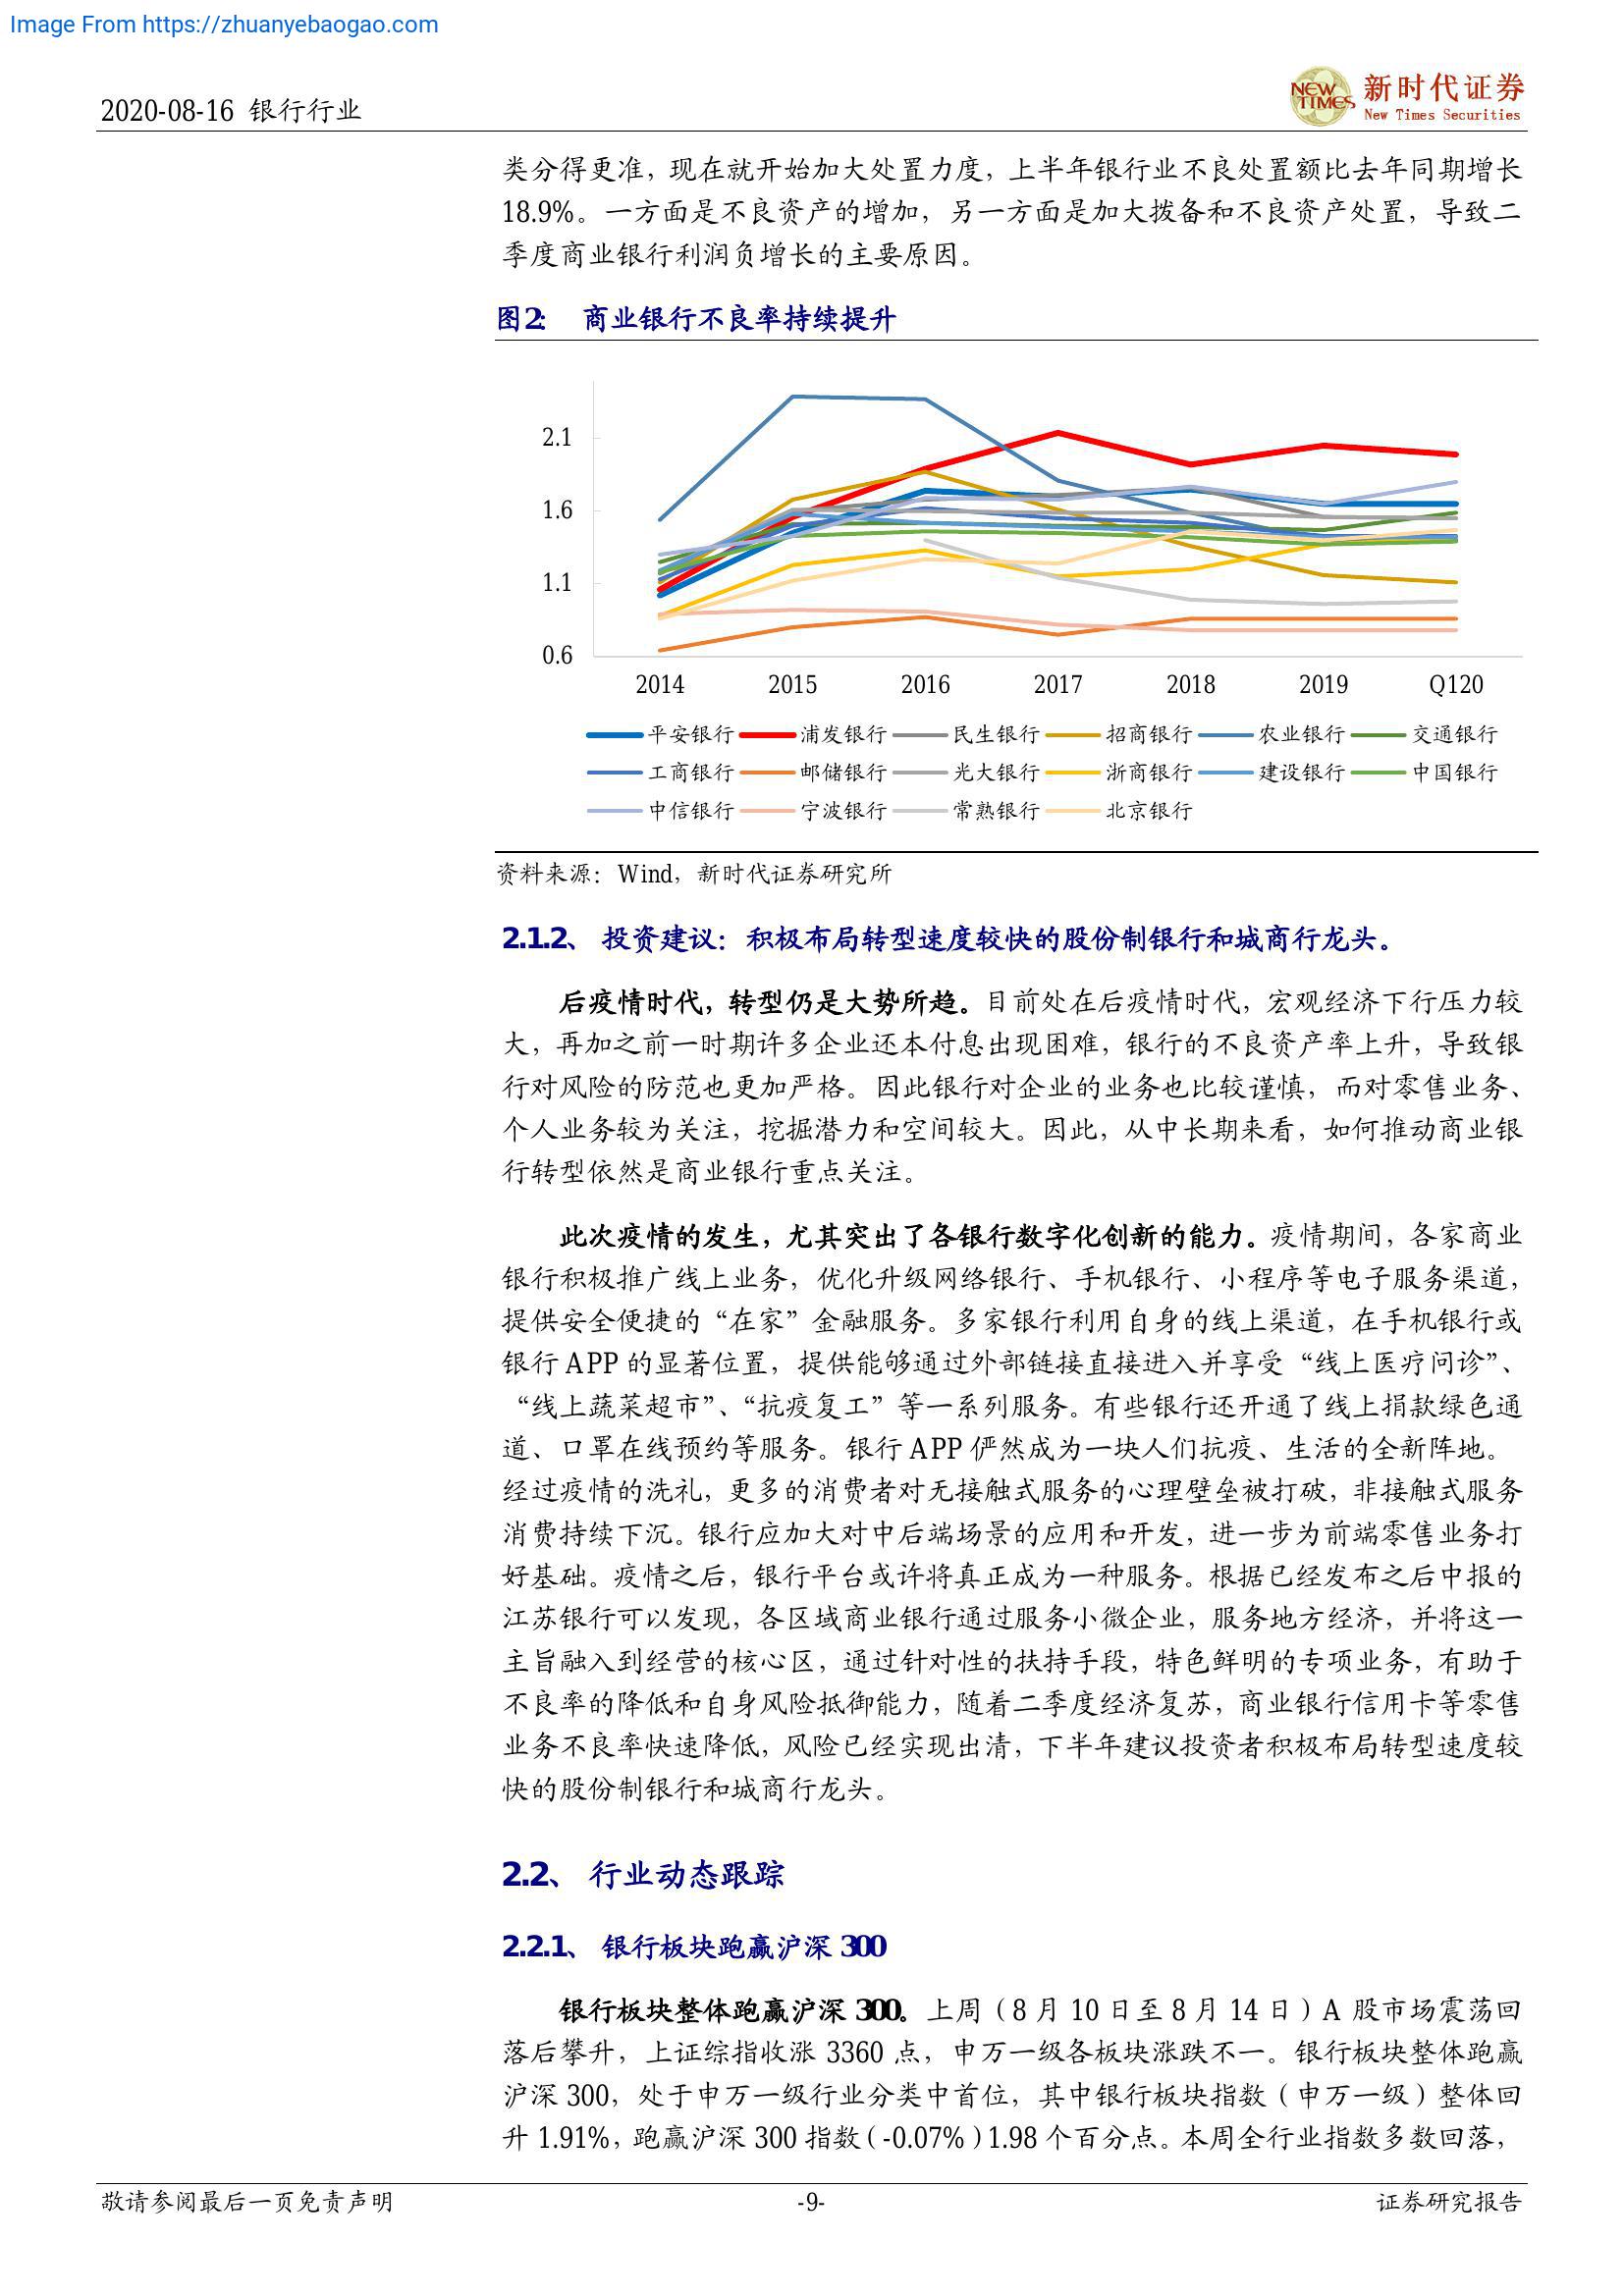 Image From https://zhuanyebaogao.com
2020-08-16 银行行业
NEW TIMES
新时代证券
New Times Securities
类分得更准，现在就开始加大处置力度，上半年银行业不良处置额比去年同期增长
18.9%。一方面是不良资产的增加，另一方面是加大拨备和不良资产处置，导致二
季度商业银行利润负增长的主要原因。
图2: 商业银行不良率持续提升
2.1
1.6
1.1
0.6
2014 2015 2016 2017 2018 2019 Q120
平安银行 浦发银行 民生银行 招商银行 农业银行 交通银行
工商银行 邮储银行 光大银行 浙商银行 建设银行 中国银行
中信银行 宁波银行 常熟银行 北京银行
资料来源：Wind，新时代证券研究所
2.1.2、 投资建议：积极布局转型速度较快的股份制银行和城商行龙头。
后疫情时代，转型仍是大势所趋。目前处在后疫情时代，宏观经济下行压力较
大，再加之前一时期许多企业还本付息出现困难，银行的不良资产率上升，导致银
行对风险的防范也更加严格。因此银行对企业的业务也比较谨慎，而对零售业务、
个人业务较为关注，挖掘潜力和空间较大。因此，从中长期来看，如何推动商业银
行转型依然是商业银行重点关注。
此次疫情的发生，尤其突出了各银行数字化创新的能力。疫情期间，各家商业
银行积极推广线上业务，优化升级网络银行、手机银行、小程序等电子服务渠道，
提供安全便捷的“在家”金融服务。多家银行利用自身的线上渠道，在手机银行或
银行 APP 的显著位置，提供能够通过外部链接直接进入并享受“线上医疗问诊”、
“线上蔬菜超市”、“抗疫复工”等一系列服务。有些银行还开通了线上捐款绿色通
道、口罩在线预约等服务。银行 APP 俨然成为一块人们抗疫、生活的全新阵地。
经过疫情的洗礼，更多的消费者对无接触式服务的心理壁垒被打破，非接触式服务
消费持续下沉。银行应加大对中后端场景的应用和开发，进一步为前端零售业务打
好基础。疫情之后，银行平台或许将真正成为一种服务。根据已经发布之后中报的
江苏银行可以发现，各区域商业银行通过服务小微企业，服务地方经济，并将这一
主旨融入到经营的核心区，通过针对性的扶持手段，特色鲜明的专项业务，有助于
不良率的降低和自身风险抵御能力，随着二季度经济复苏，商业银行信用卡等零售
业务不良率快速降低，风险已经实现出清，下半年建议投资者积极布局转型速度较
快的股份制银行和城商行龙头。
2.2、 行业动态跟踪
2.2.1、 银行板块跑赢沪深 300
银行板块整体跑赢沪深 300。上周（8 月 10 日至 8 月 14 日）A 股市场震荡回
落后攀升，上证综指收涨 3360 点，申万一级各板块涨跌不一。银行板块整体跑赢
沪深 300，处于申万一级行业分类中首位，其中银行板块指数（申万一级）整体回
升 1.91%，跑赢沪深 300 指数（-0.07%）1.98 个百分点。本周全行业指数多数回落，
敬请参阅最后一页免责声明 -9- 证券研究报告